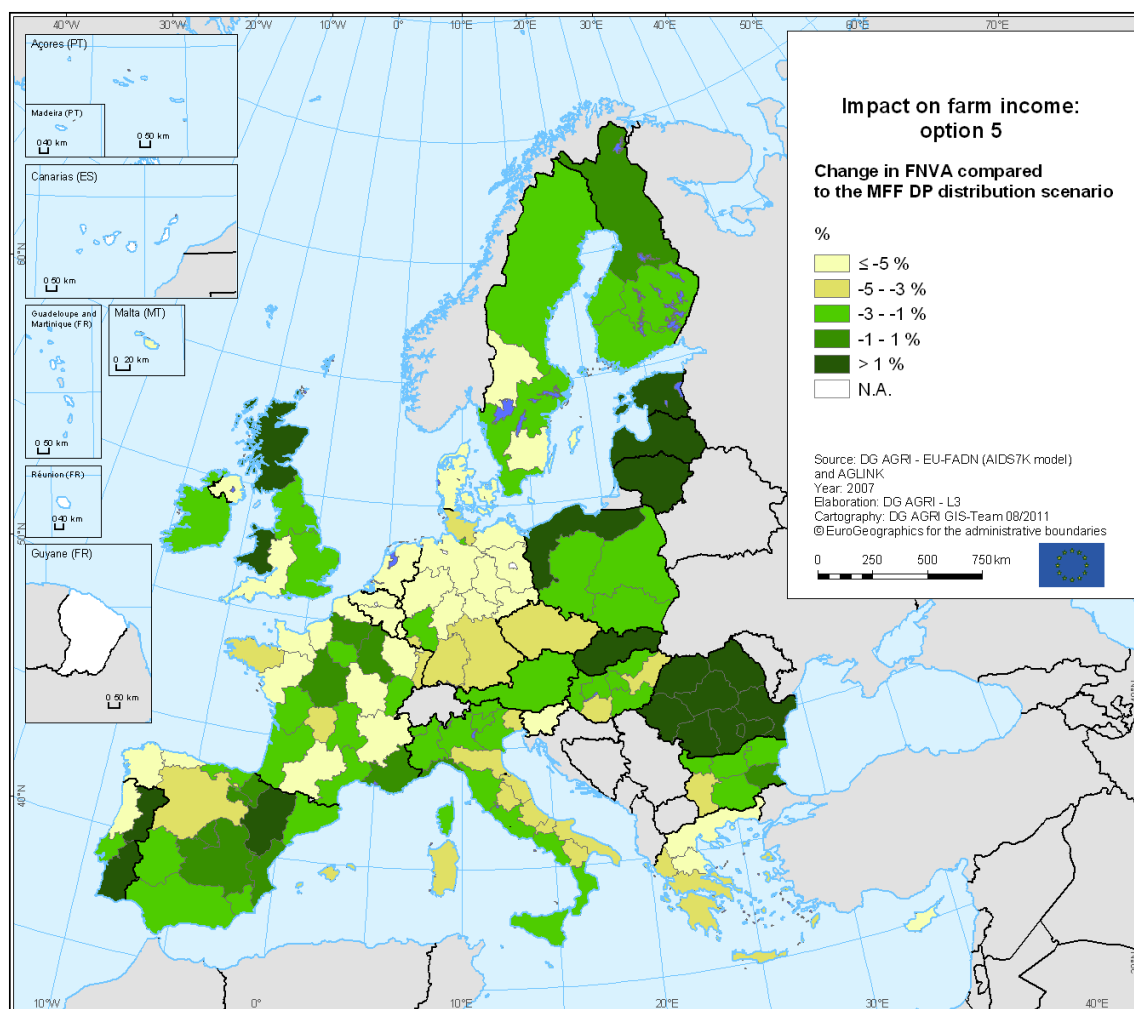 40°W 30°W 20°W 10°W 0° 10°E 20°E 30°E 40°E 50°E 60°E 70°E
Açores (PT)
Madeira (PT)
0 40 km
0 50 km
Canarias (ES)
0 50 km
Guadeloupe and
Martinique (FR)
0 50 km
Malta (MT)
0 20 km
Réunion (FR)
0 40 km
Guyane (FR)
0 50 km
60°N
50°N
40°N
Impact on farm income:
option 5
Change in FNVA compared
to the MFF DP distribution scenario
%
≤ -5 %
-5 - -3 %
-3 - -1 %
-1 - 1 %
> 1 %
N.A.
Source: DG AGRI - EU-FADN (AIDS7K model)
and AGLINK
Year: 2007
Elaboration: DG AGRI - L3
Cartography: DG AGRI GIS-Team 08/2011
© EuroGeographics for the administrative boundaries
0 250 500 750 km
10°W 0° 10°E 20°E 30°E 40°E